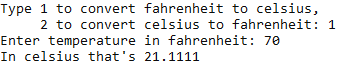 Type 1 to convert fahrenheit to celsius,
     2 to convert celsius to fahrenheit: 1
Enter temperature in fahrenheit: 70
In celsius that's 21.1111